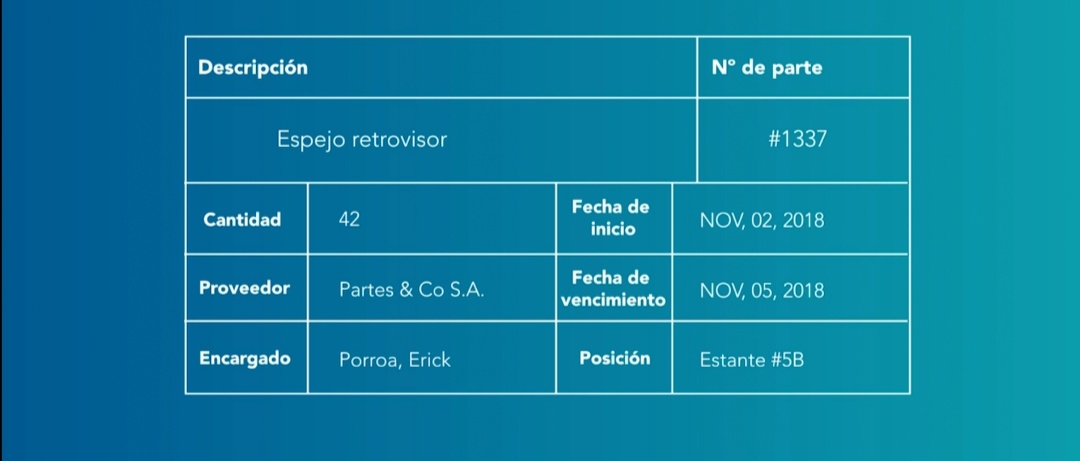 Descripción
Nº de parte
Espejo retrovisor
#1337
Cantidad
42
Fecha de
inicio
NOV, 02, 2018
Proveedor
Partes & Co S.A.
Fecha de
vencimiento
NOV, 05, 2018
Encargado
Porroa, Erick
Posición
Estante #5B